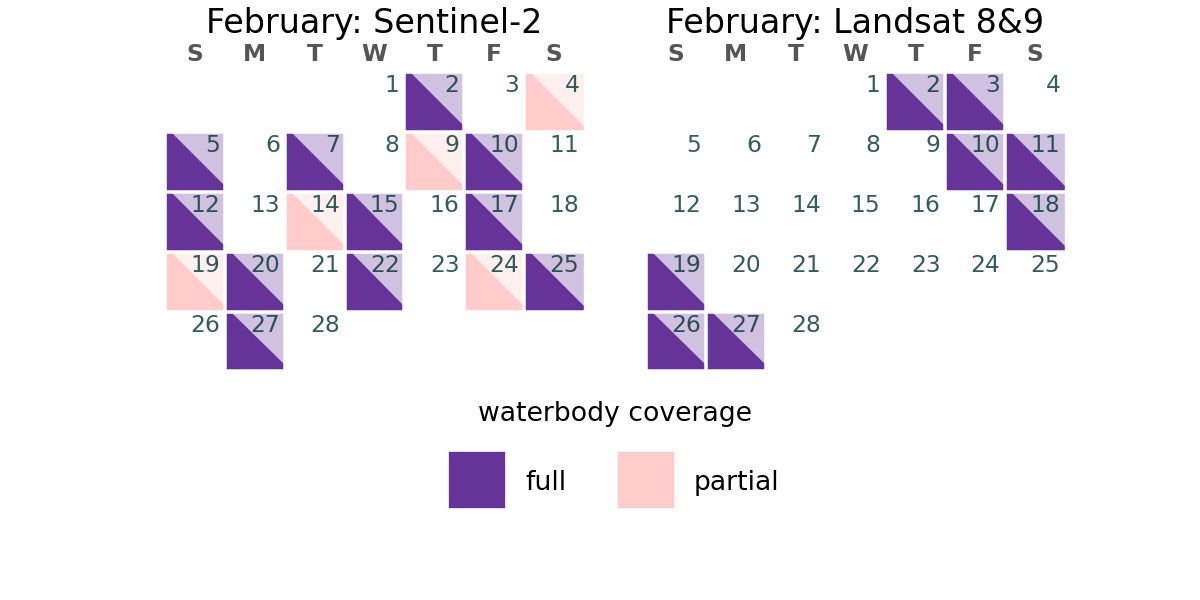 February: Sentinel-2
S M T W T F S
1 2 3 4
5 6 7 8 9 10 11
12 13 14 15 16 17 18
19 20 21 22 23 24 25
26 27 28
February: Landsat 8&9
S M T W T F S
1 2 3 4
5 6 7 8 9 10 11
12 13 14 15 16 17 18
19 20 21 22 23 24 25
26 27 28
waterbody coverage
full partial